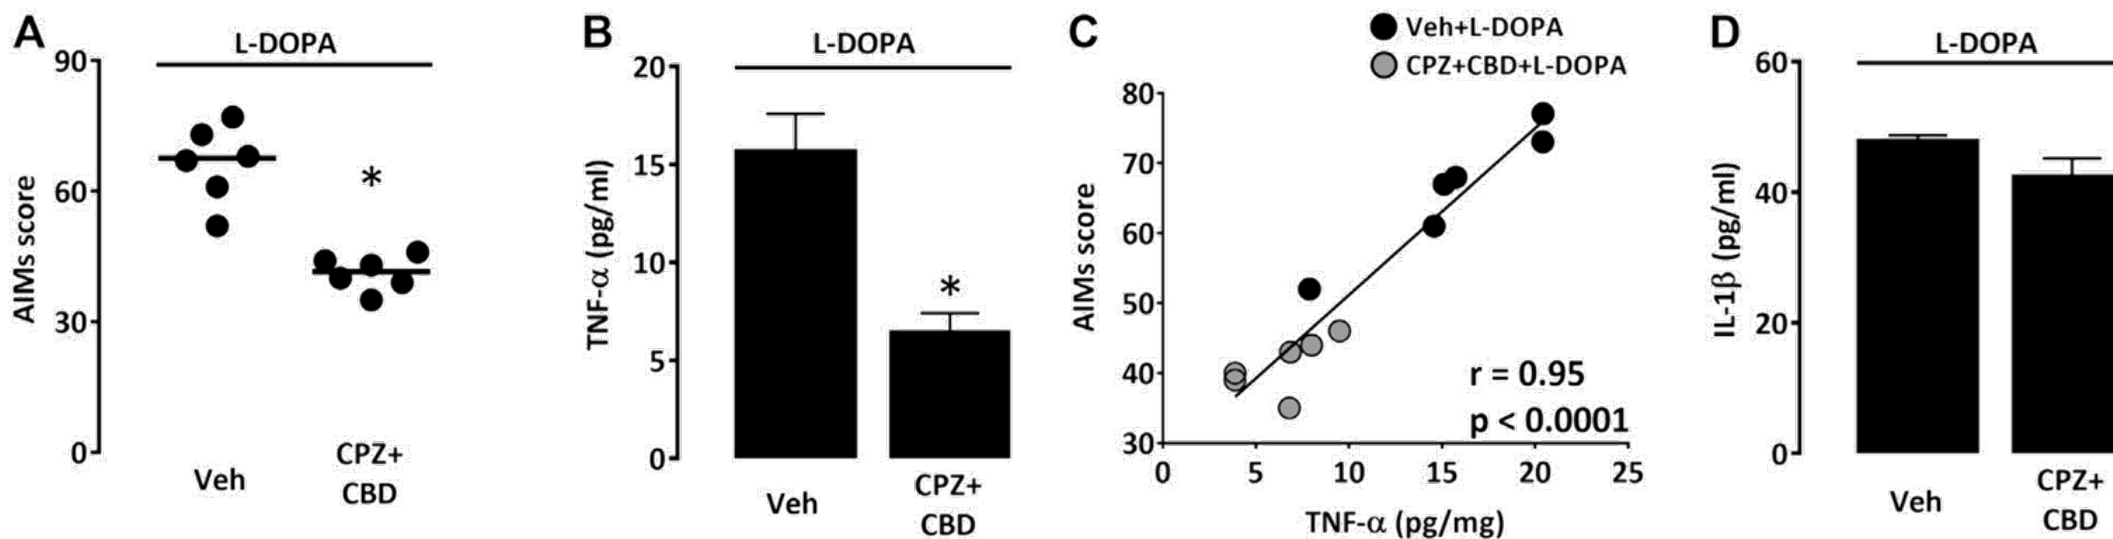 A
L-DOPA
90
60
30
0
AIMs score
*
Veh
CPZ+
CBD
B
L-DOPA
20
15
10
5
0
TNF-α (pg/ml)
*
Veh
CPZ+
CBD
C
Veh+L-DOPA
CPZ+CBD+L-DOPA
80
70
60
50
40
30
AIMs score
r = 0.95
p < 0.0001
0 5 10 15 20 25
TNF-α (pg/mg)
D
L-DOPA
60
40
20
0
IL-1β (pg/ml)
Veh
CPZ+
CBD